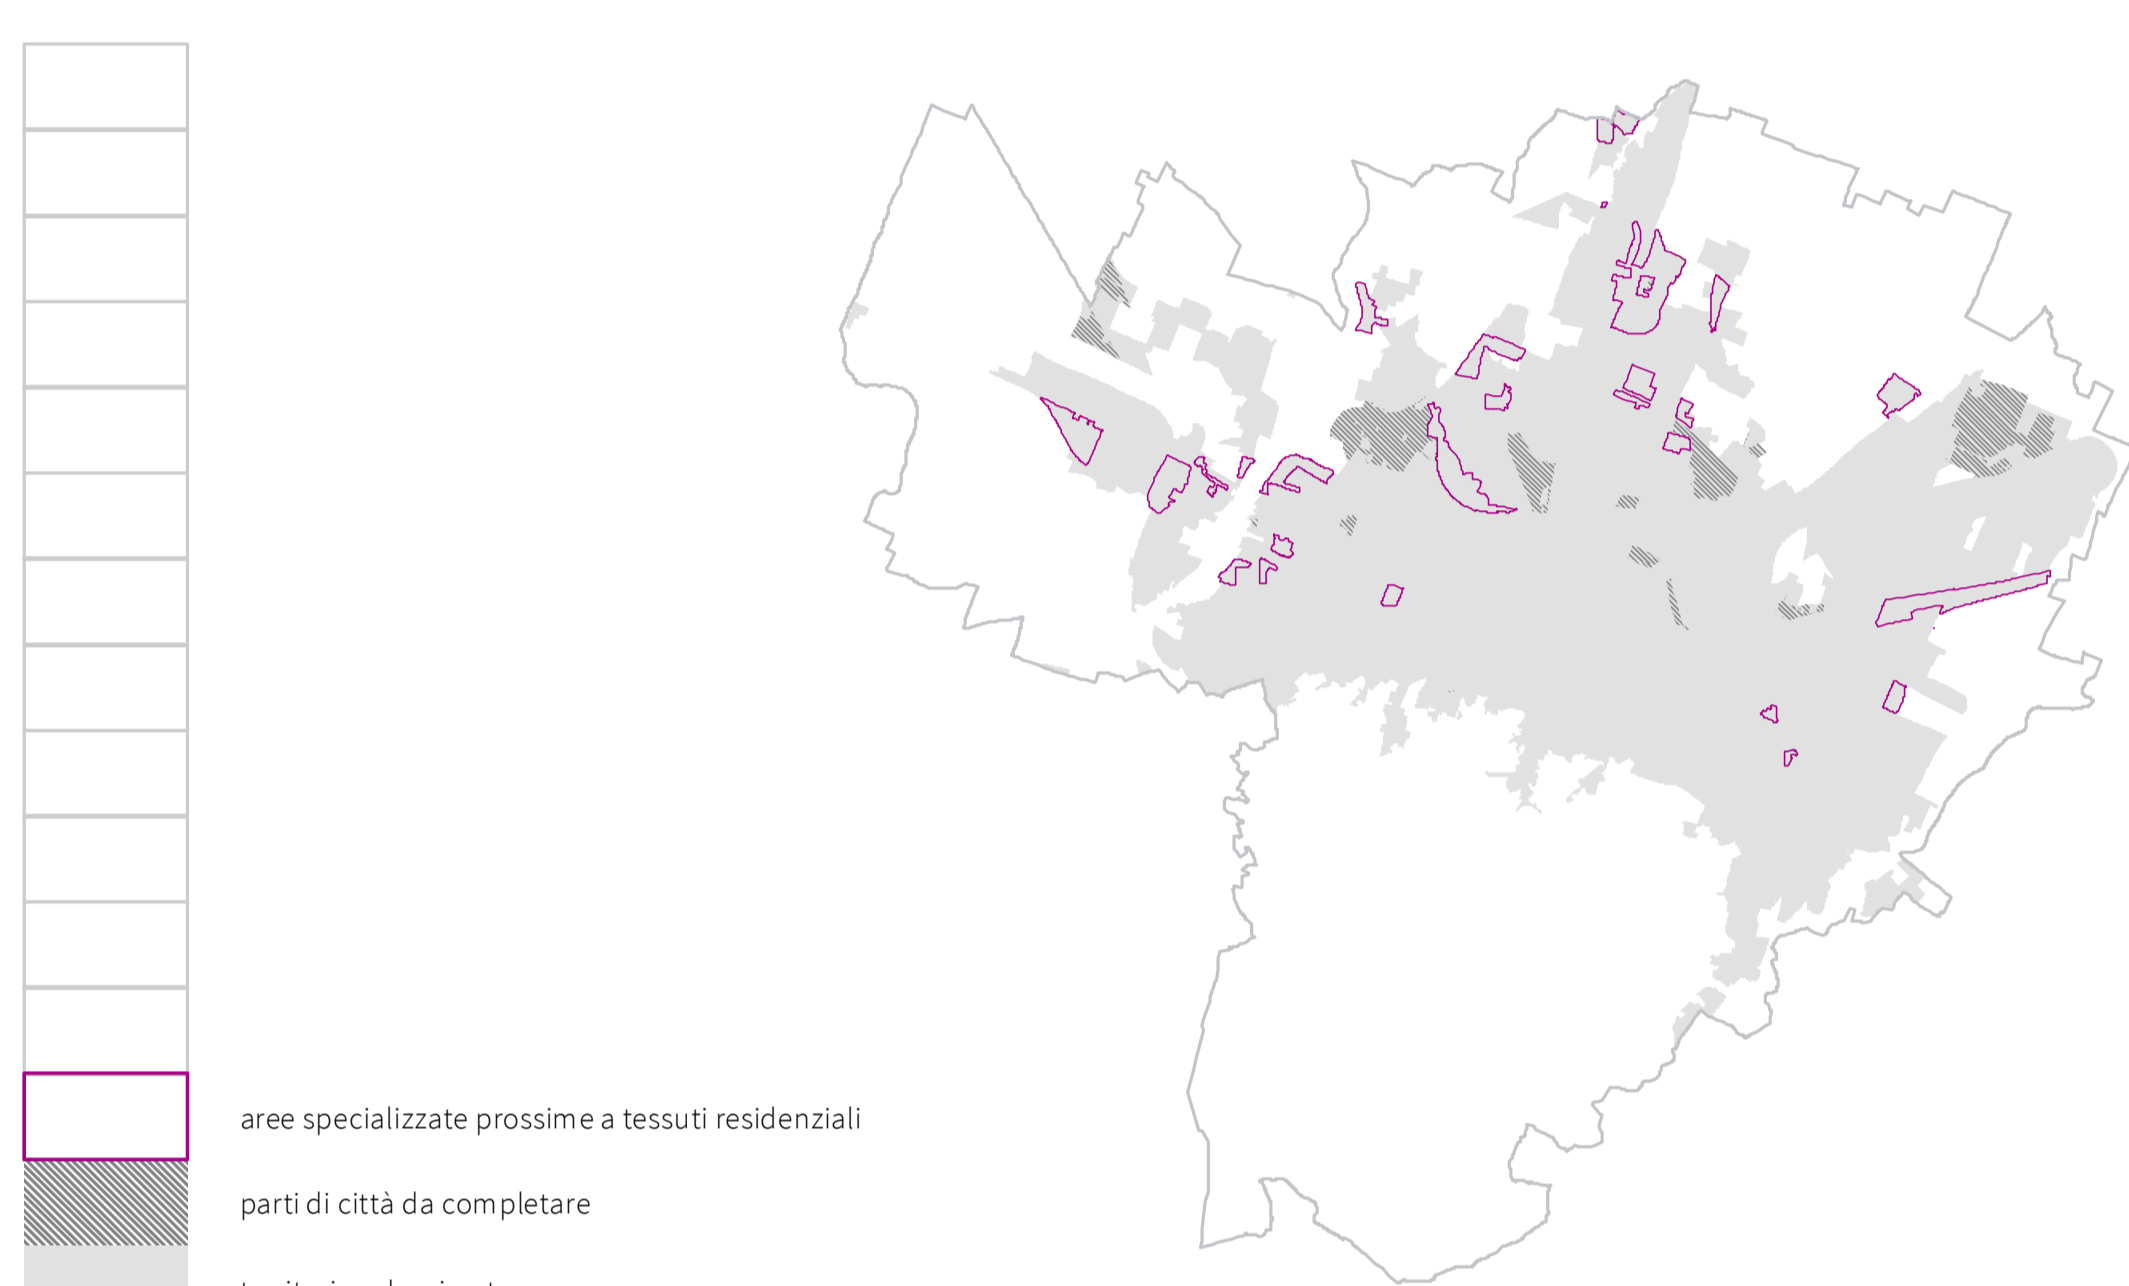 aree specializzate prossime a tessuti residenziali
parti di città da completare